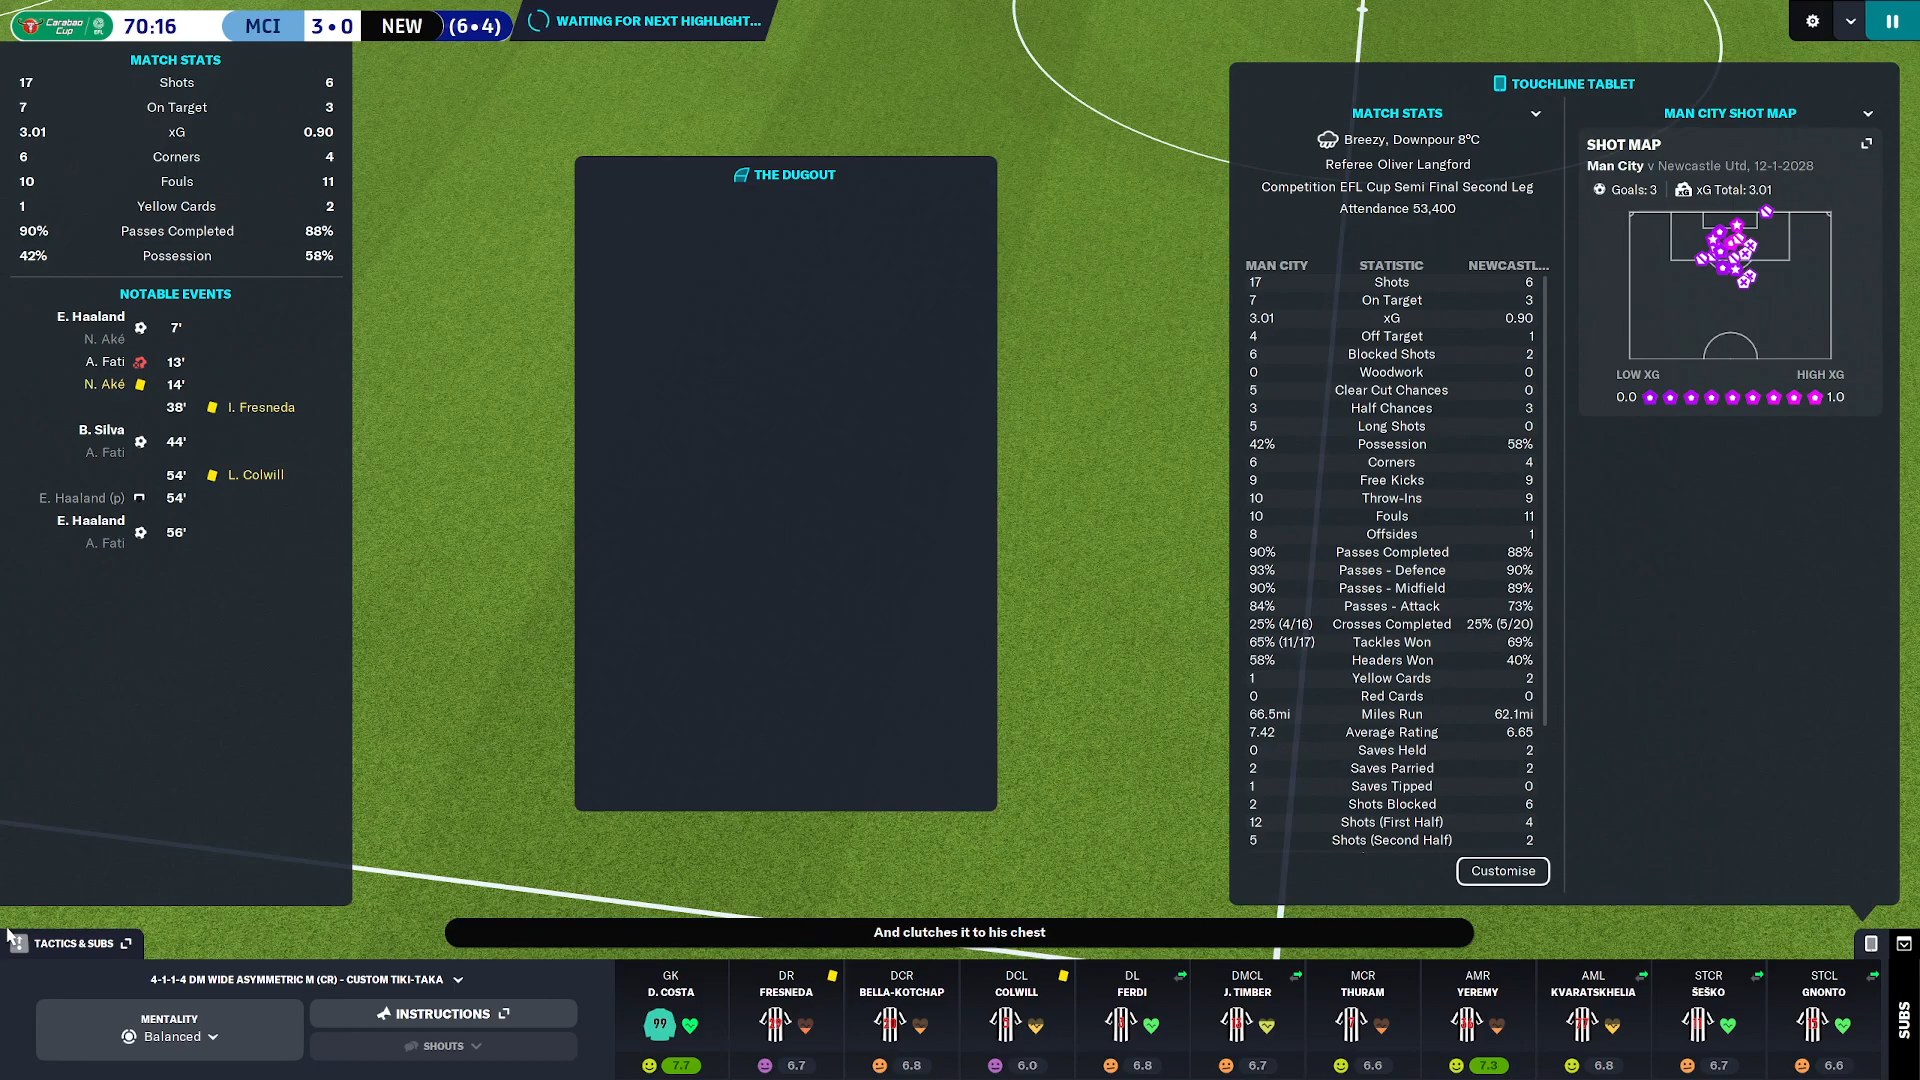 Carabao Cup EFL 70:16 MCI 3•0 NEW (6•4) WAITING FOR NEXT HIGHLIGHT...
MATCH STATS
17 Shots 6
7 On Target 3
3.01 xG 0.90
6 Corners 4
10 Fouls 11
1 Yellow Cards 2
90% Passes Completed 88%
42% Possession 58%
NOTABLE EVENTS
E. Haaland 7'
N. Aké
A. Fati 13'
N. Aké 14'
38' I. Fresneda
B. Silva 44'
A. Fati
54' L. Colwill
E. Haaland (p) 54'
E. Haaland 56'
A. Fati
THE DUGOUT
TOUCHLINE TABLET
MATCH STATS
Breezy, Downpour 8°C
Referee Oliver Langford
Competition EFL Cup Semi Final Second Leg
Attendance 53,400
MAN CITY STATISTIC NEWCASTL...
17 Shots 6
7 On Target 3
3.01 xG 0.90
4 Off Target 1
6 Blocked Shots 2
0 Woodwork 0
5 Clear Cut Chances 0
3 Half Chances 3
5 Long Shots 0
42% Possession 58%
6 Corners 4
9 Free Kicks 9
10 Throw-Ins 9
10 Fouls 11
8 Offsides 1
90% Passes Completed 88%
93% Passes - Defence 90%
90% Passes - Midfield 89%
84% Passes - Attack 73%
25% (4/16) Crosses Completed 25% (5/20)
65% (11/17) Tackles Won 69%
58% Headers Won 40%
1 Yellow Cards 2
0 Red Cards 0
66.5mi Miles Run 62.1mi
7.42 Average Rating 6.65
0 Saves Held 2
2 Saves Parried 2
1 Saves Tipped 0
2 Shots Blocked 6
12 Shots (First Half) 4
5 Shots (Second Half) 2
Customise
MAN CITY SHOT MAP
SHOT MAP
Man City v Newcastle Utd, 12-1-2028
Goals: 3 xG Total: 3.01
LOW XG HIGH XG
0.0 1.0
And clutches it to his chest
TACTICS & SUBS
4-1-1-4 DM WIDE ASYMMETRIC M (CR) - CUSTOM TIKI-TAKA
MENTALITY
Balanced
INSTRUCTIONS
SHOUTS
GK DR DCR DCL DL DMCL MCR AMR AML STCR STCL
D. COSTA FRESNEDA BELLA-KOTCHAP COLWILL FERDI J. TIMBER THURAM YEREMY KVARATSKHELIA ŠEŠKO GNONTO
99
7.7 6.7 6.8 6.0 6.8 6.7 6.6 7.3 6.8 6.7 6.6
SUBS